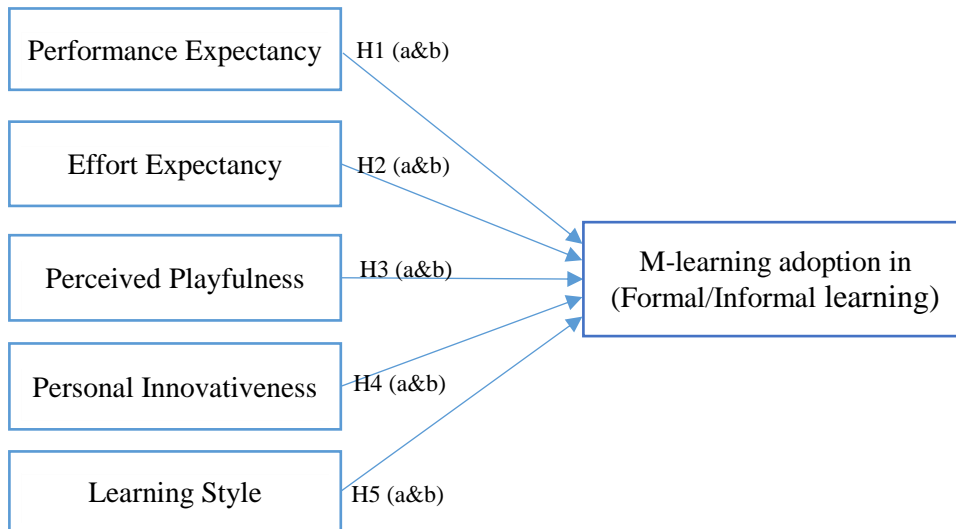 Performance Expectancy
H1 (a&b)
Effort Expectancy
H2 (a&b)
Perceived Playfulness
H3 (a&b)
M-learning adoption in
(Formal/Informal learning)
Personal Innovativeness
H4 (a&b)
Learning Style
H5 (a&b)